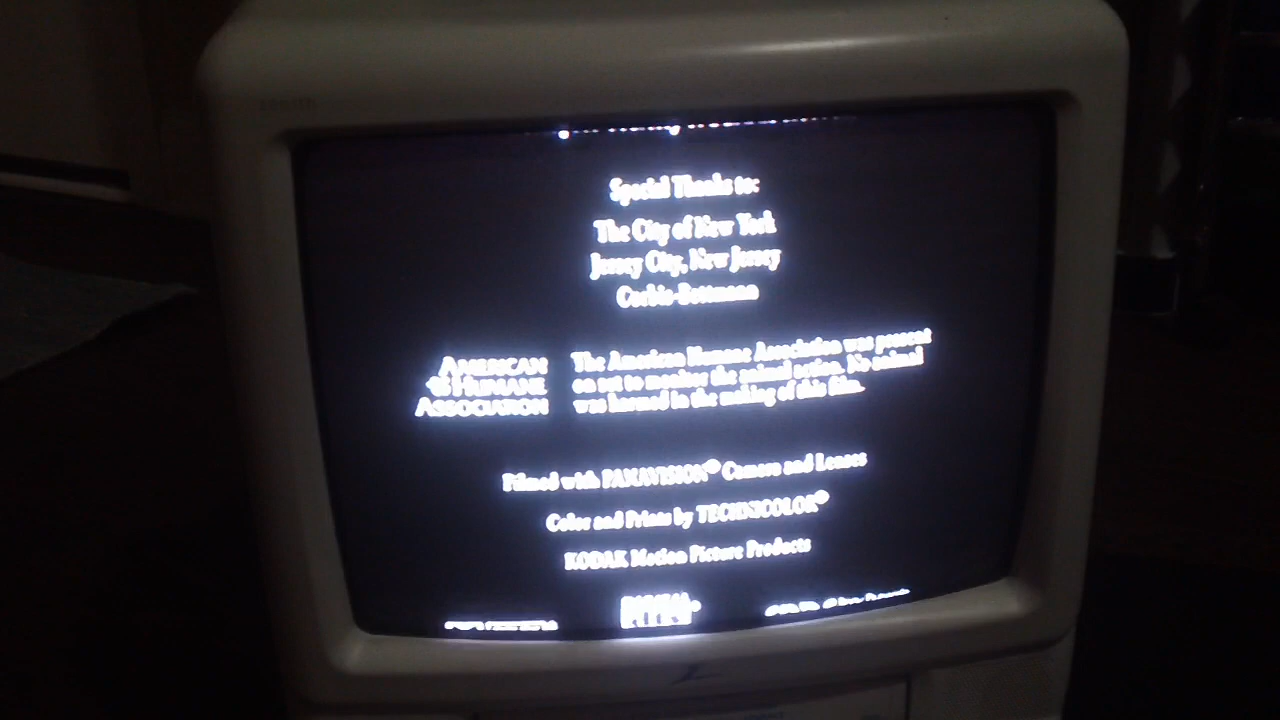 ZENITH
Special Thanks to:
The City of New York
Jersey City, New Jersey
Corbis-Bettmann
AMERICAN
HUMANE
ASSOCIATION
The American Humane Association was present
on set to monitor the animal action. No animal
was harmed in the making of this film.
Filmed with PANAVISION® Camera and Lenses
Color and Prints by TECHNICOLOR®
KODAK Motion Picture Products